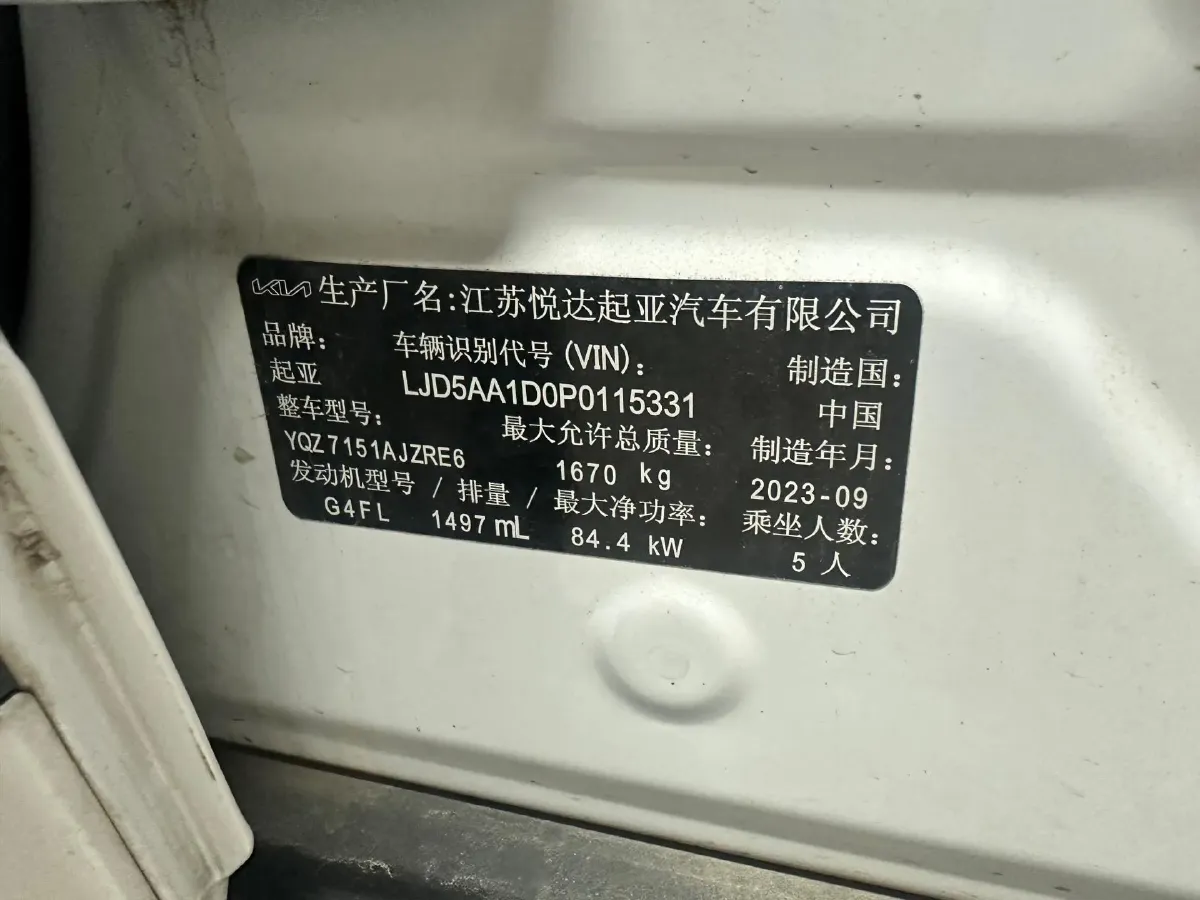 KIA 生产厂名:江苏悦达起亚汽车有限公司
品牌: 车辆识别代号(VIN): 制造国:
起亚 LJD5AA1D0P0115331 中国
整车型号: 最大允许总质量: 制造年月:
YQZ7151AJZRE6 1670 kg 2023-09
发动机型号 / 排量 / 最大净功率: 乘坐人数:
G4FL 1497 mL 84.4 kW 5 人